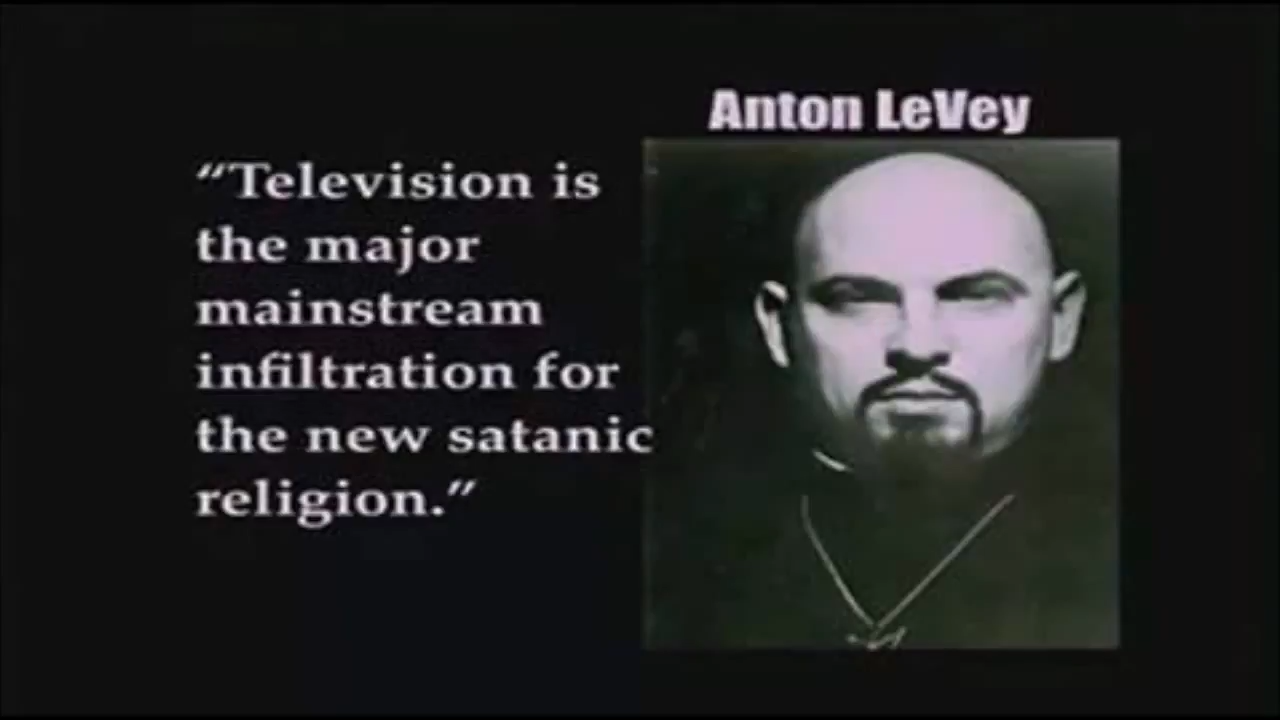 Anton LeVey
“Television is
the major
mainstream
infiltration for
the new satanic
religion.”